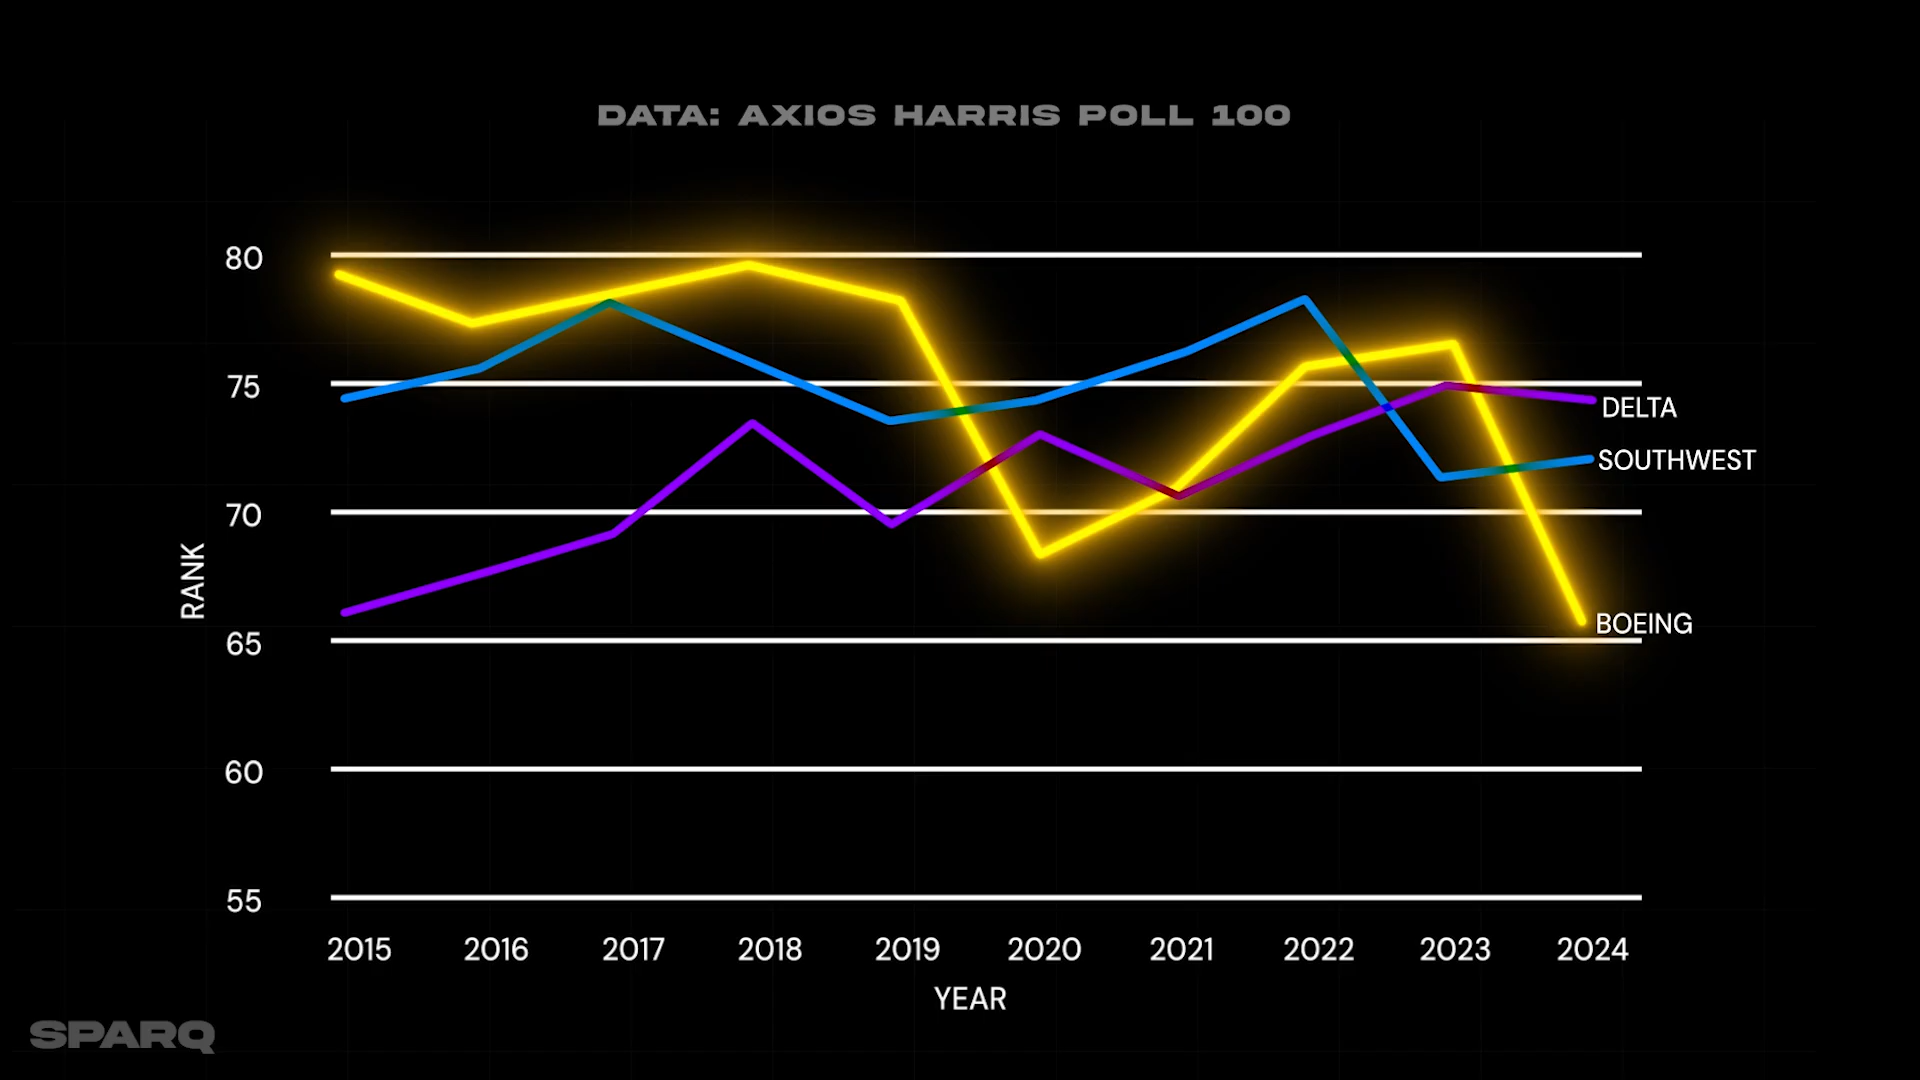 DATA: AXIOS HARRIS POLL 100
80
75
70
65
60
55
RANK
DELTA
SOUTHWEST
BOEING
2015 2016 2017 2018 2019 2020 2021 2022 2023 2024
YEAR
SPARQ